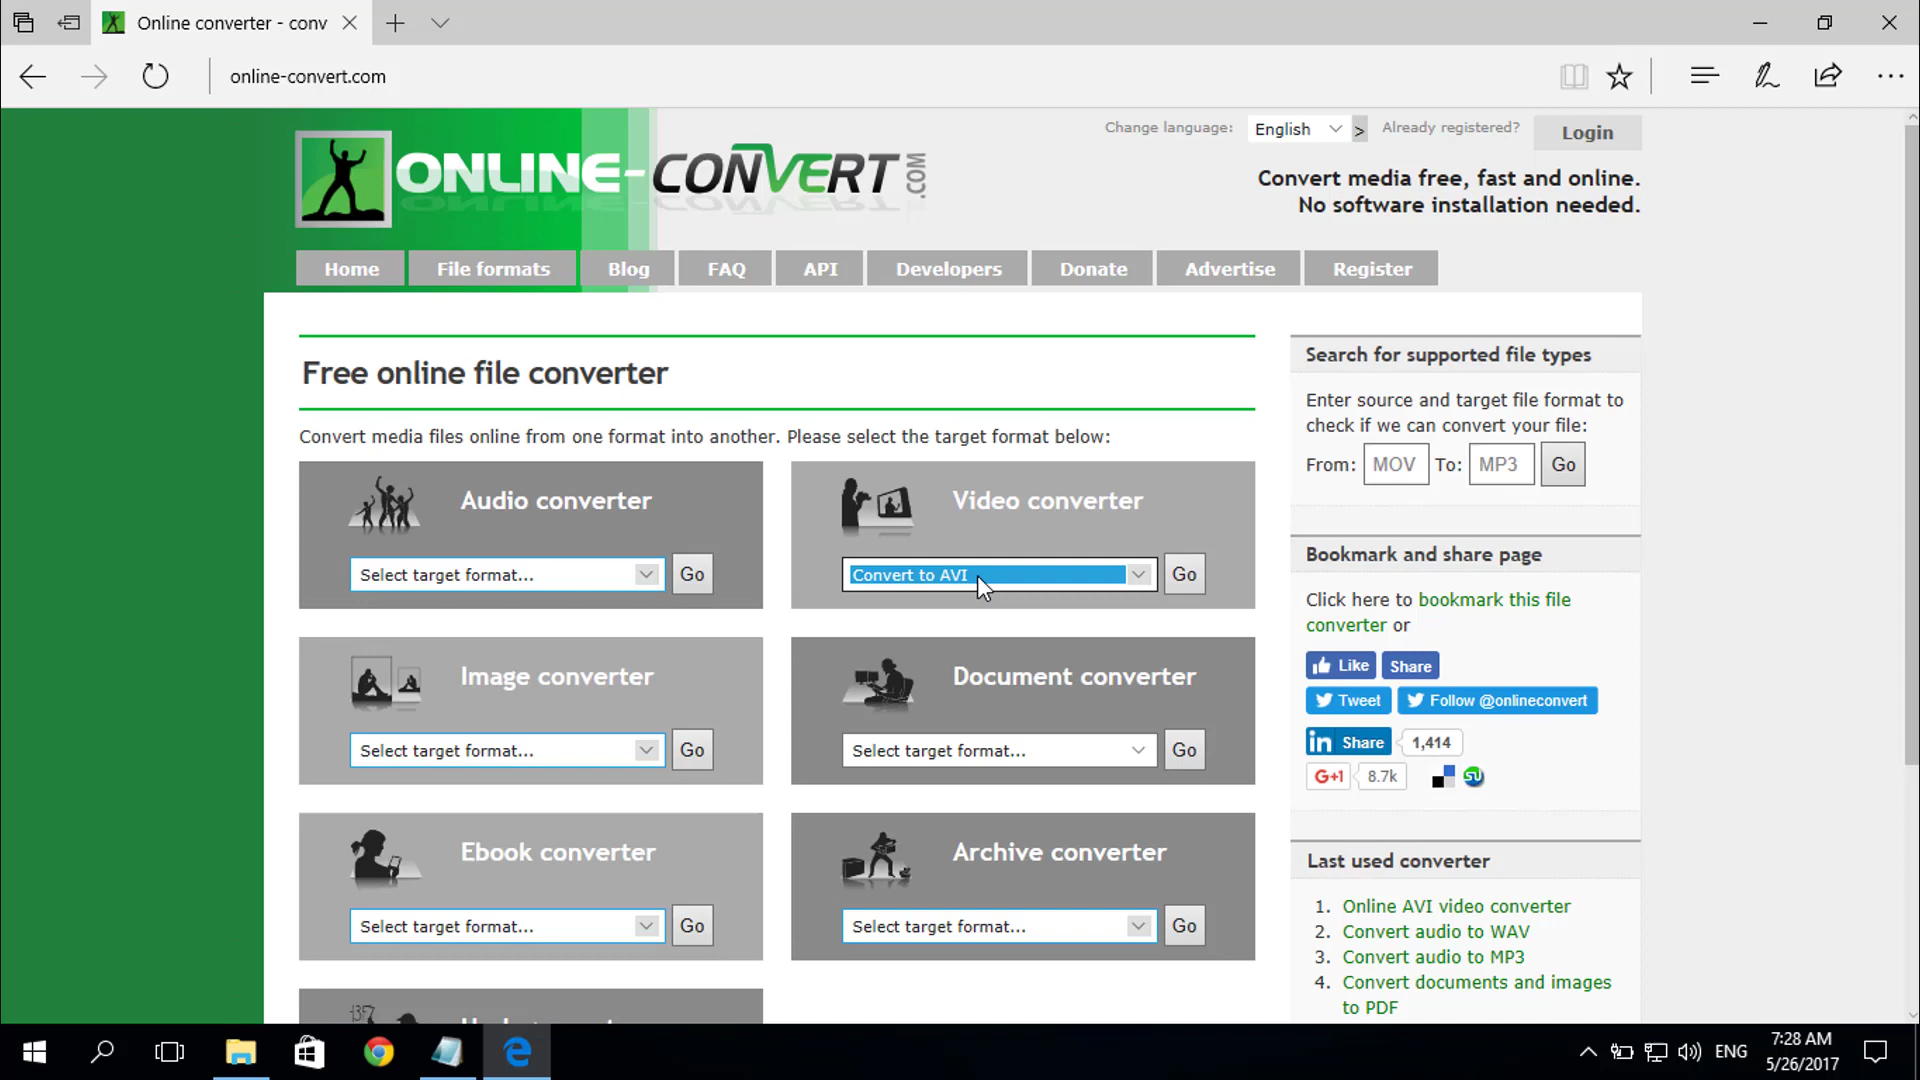 Online converter - conv
online-convert.com
Change language: English > Already registered? Login
ONLINE-CONVERT.COM
Convert media free, fast and online.
No software installation needed.
Home File formats Blog FAQ API Developers Donate Advertise Register
Free online file converter
Convert media files online from one format into another. Please select the target format below:
Audio converter
Select target format... Go
Video converter
Convert to AVI Go
Image converter
Select target format... Go
Document converter
Select target format... Go
Ebook converter
Select target format... Go
Archive converter
Select target format... Go
Search for supported file types
Enter source and target file format to
check if we can convert your file:
From: MOV To: MP3 Go
Bookmark and share page
Click here to bookmark this file
converter or
Like Share
Tweet Follow @onlineconvert
in Share 1,414
G+1 8.7k
Last used converter
1. Online AVI video converter
2. Convert audio to WAV
3. Convert audio to MP3
4. Convert documents and images
to PDF
ENG
7:28 AM
5/26/2017